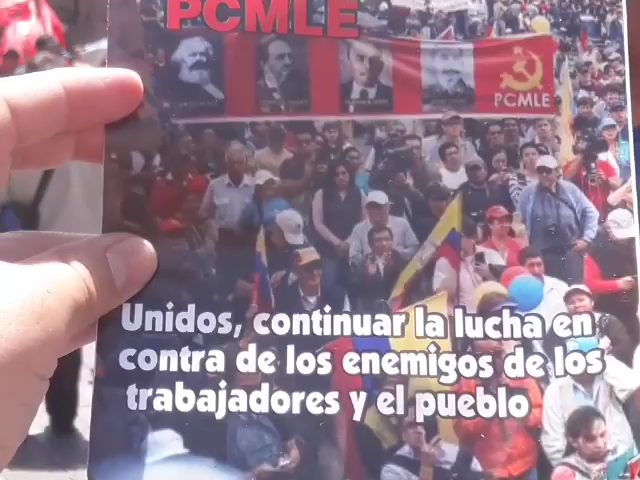 PCMLE
PCMLE
Unidos, continuar la lucha en
contra de los enemigos de los
trabajadores y el pueblo